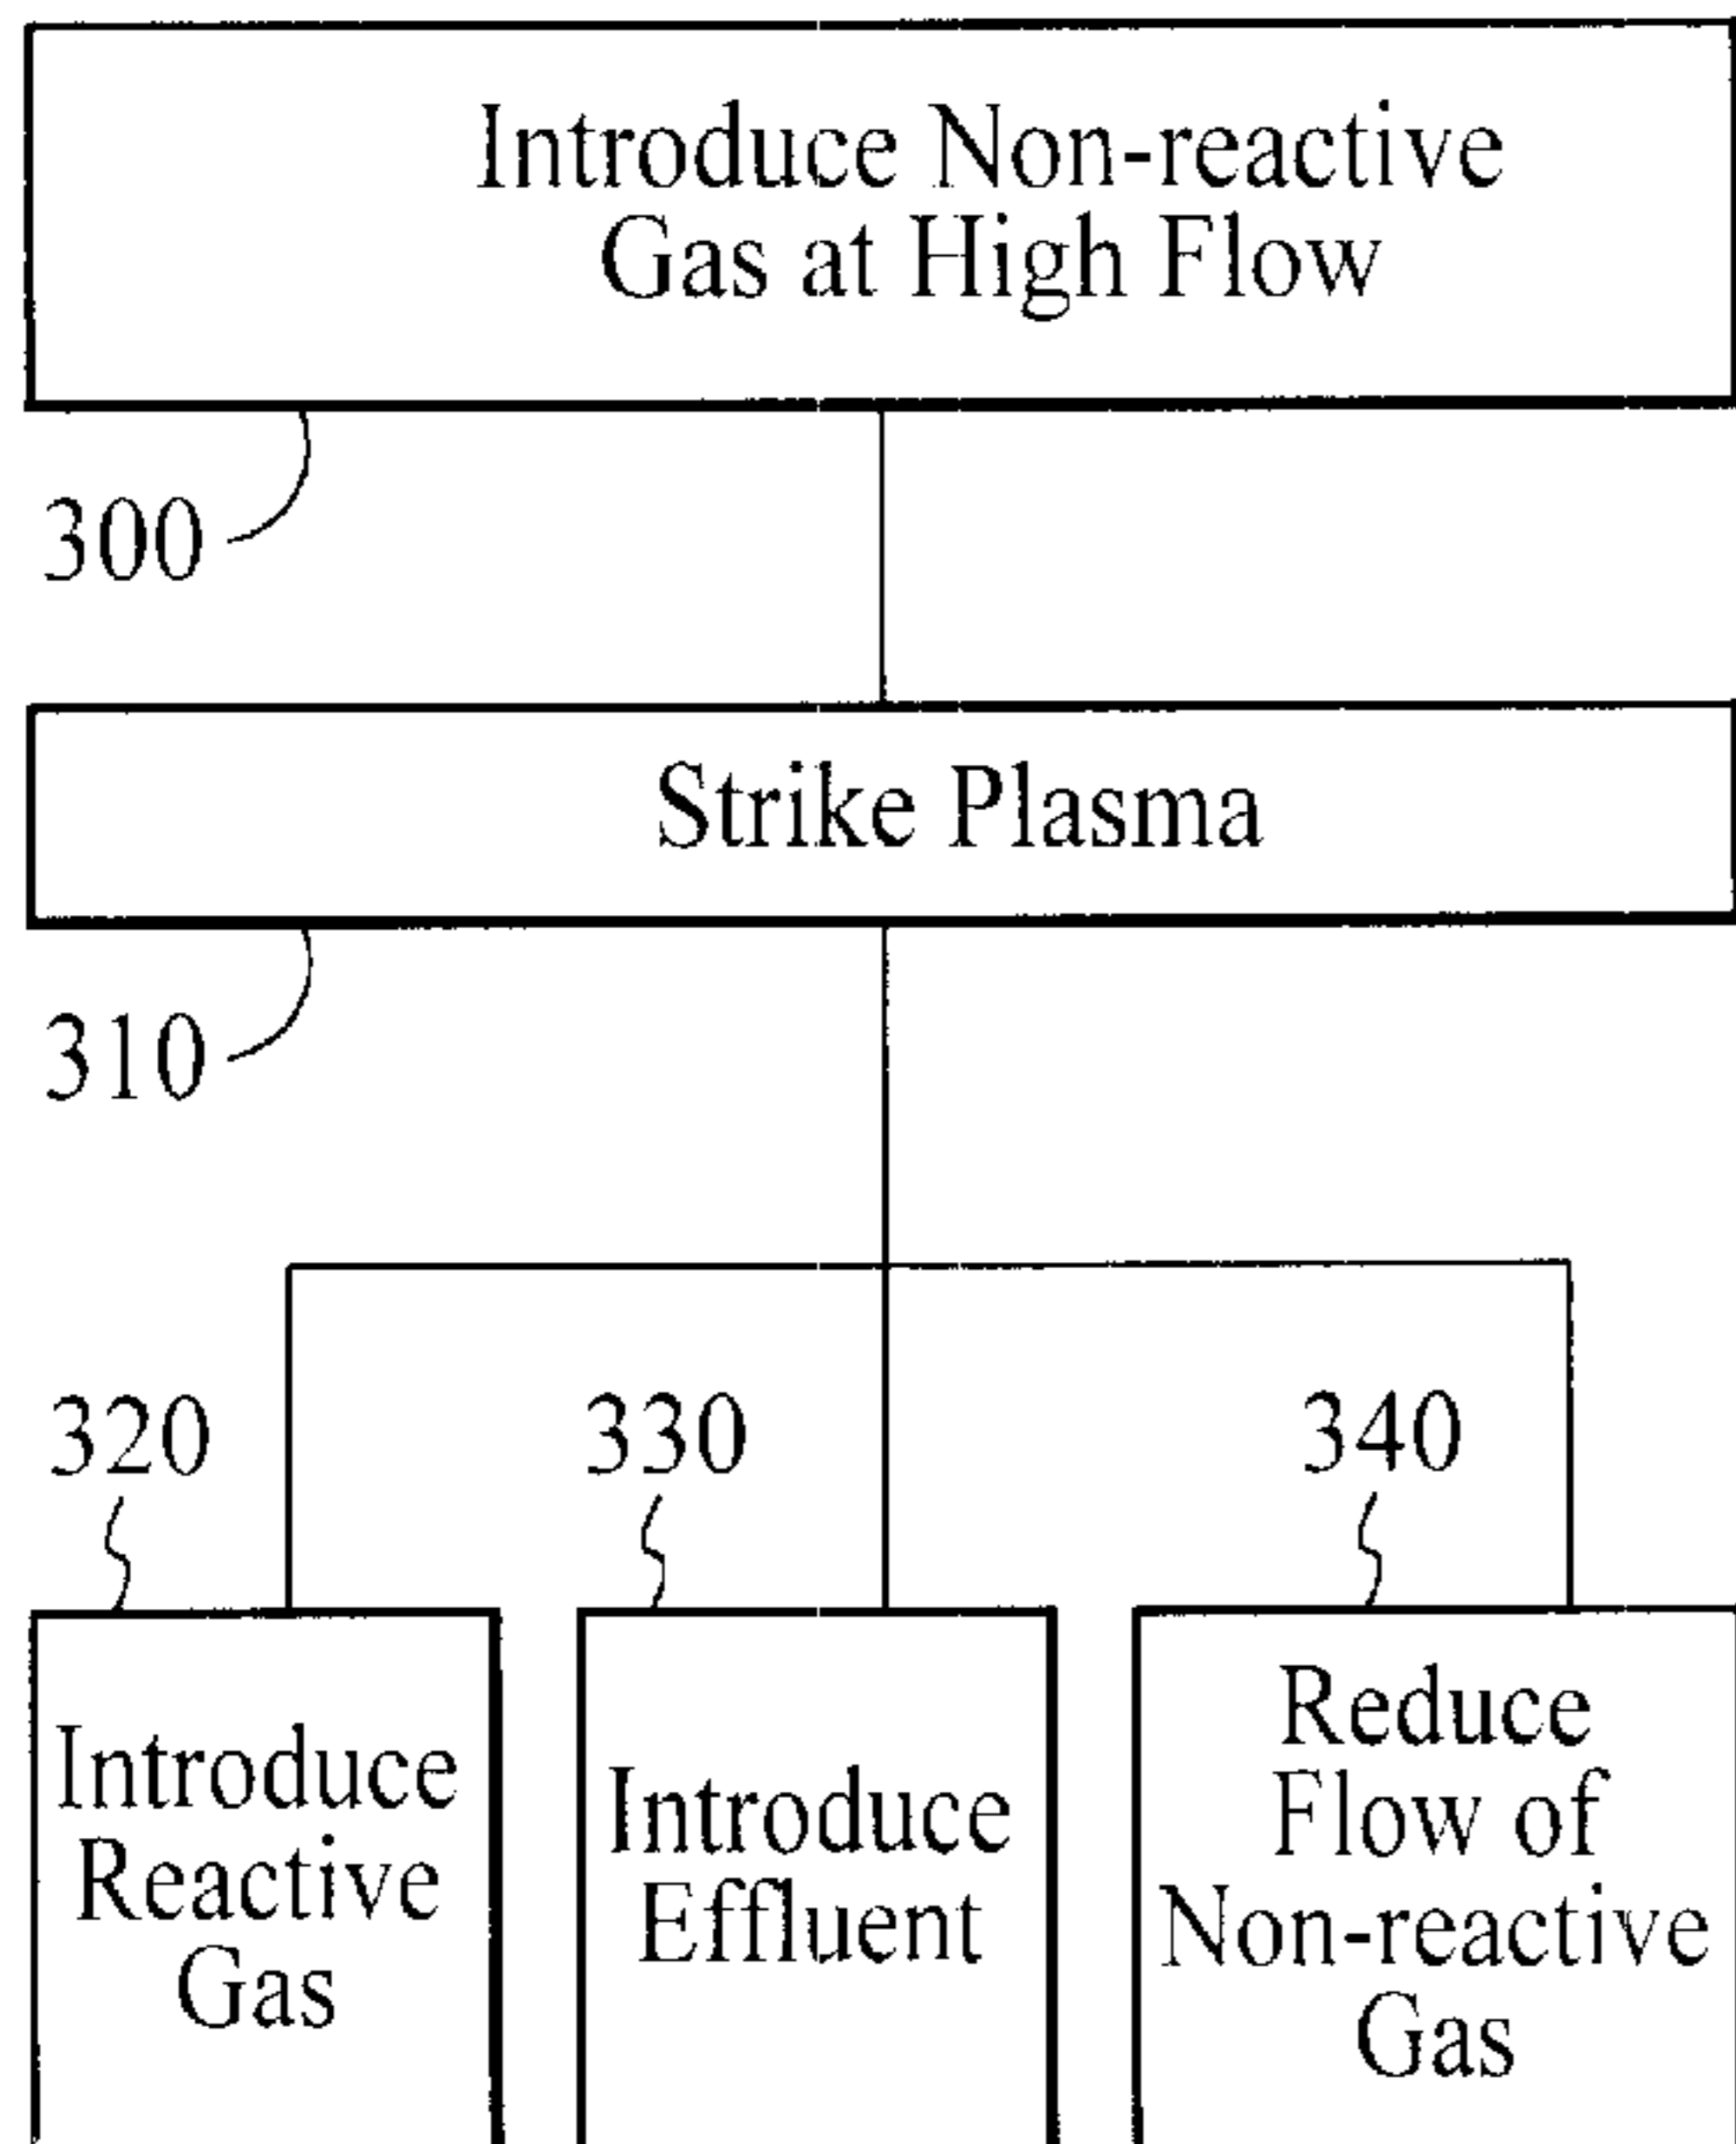 Introduce Non-reactive
Gas at High Flow
300
Strike Plasma
310
320
330
340
Introduce
Reactive
Gas
Introduce
Effluent
Reduce
Flow of
Non-reactive
Gas